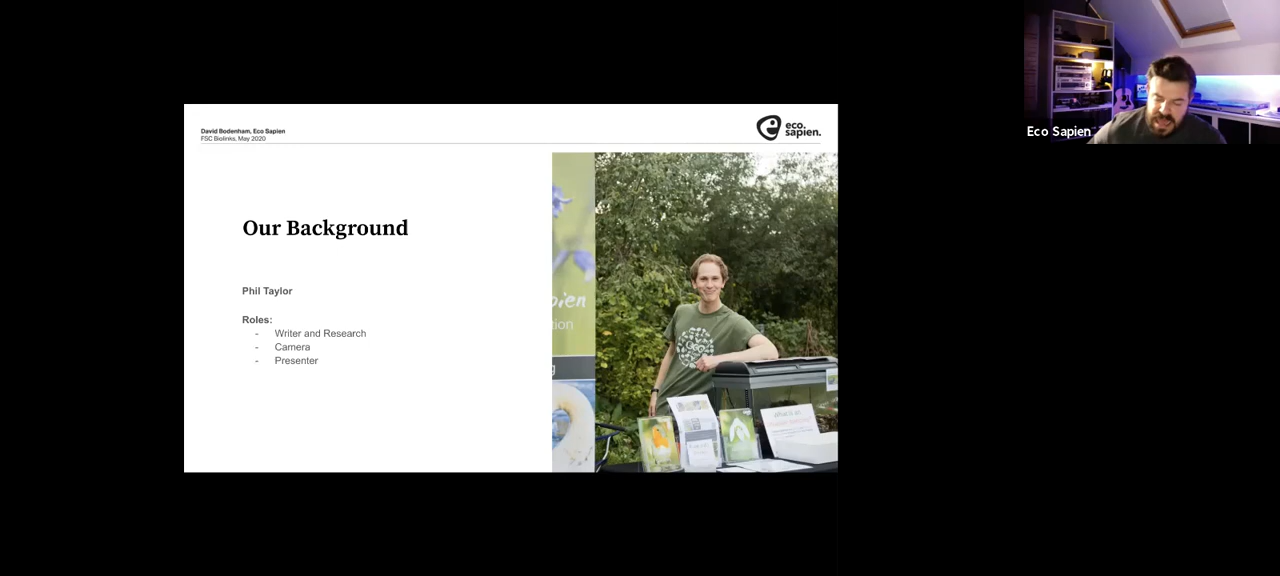 David Bodenham, Eco Sapien
FSC Biolinks, May 2020
eco.
sapien.
Eco Sapien
Our Background
Phil Taylor
Roles:
- Writer and Research
- Camera
- Presenter